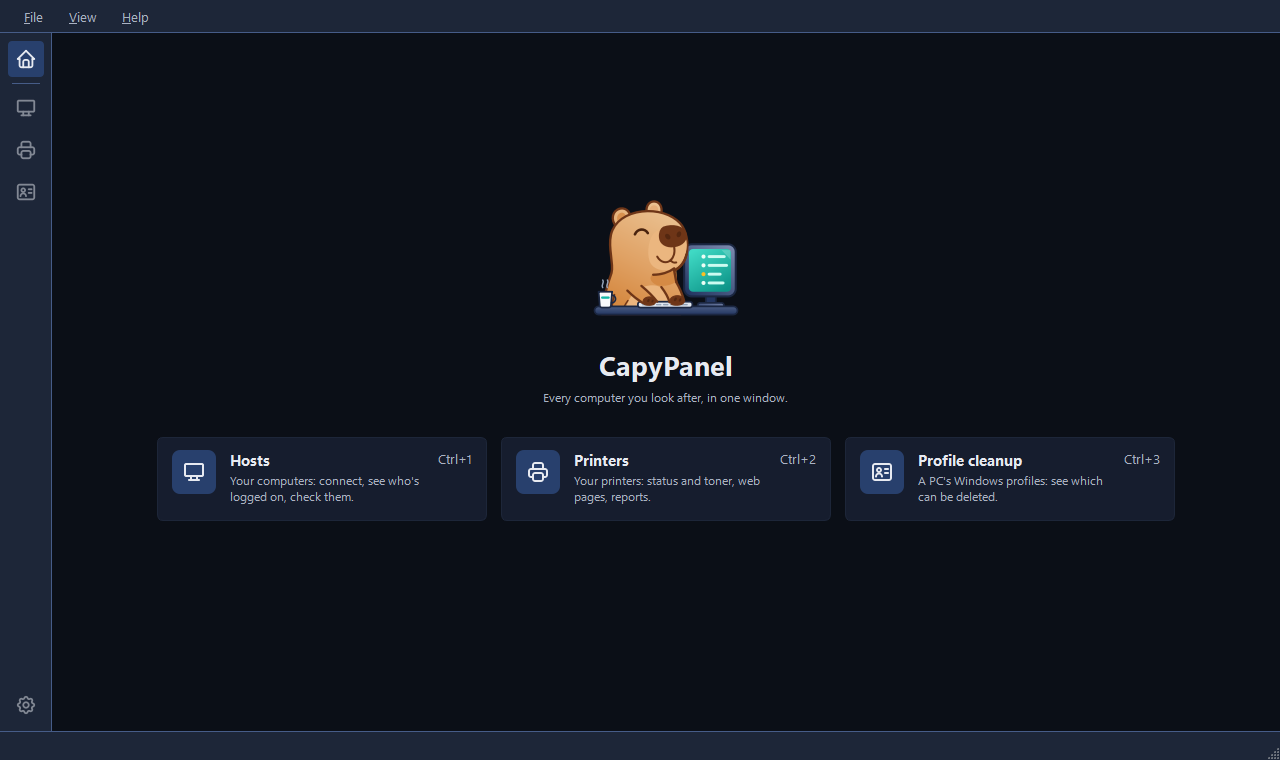 File View Help
CapyPanel
Every computer you look after, in one window.
Hosts Ctrl+1
Your computers: connect, see who's
logged on, check them.
Printers Ctrl+2
Your printers: status and toner, web
pages, reports.
Profile cleanup Ctrl+3
A PC's Windows profiles: see which
can be deleted.